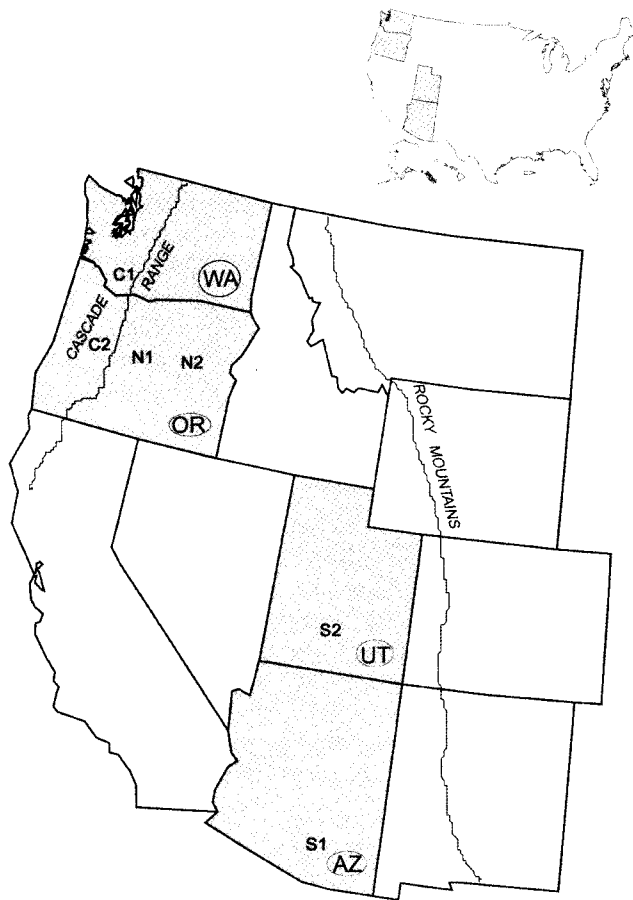 C1
RANGE
WA
CASCADE
C2
N1
N2
OR
ROCKY MOUNTAINS
S2
UT
S1
AZ